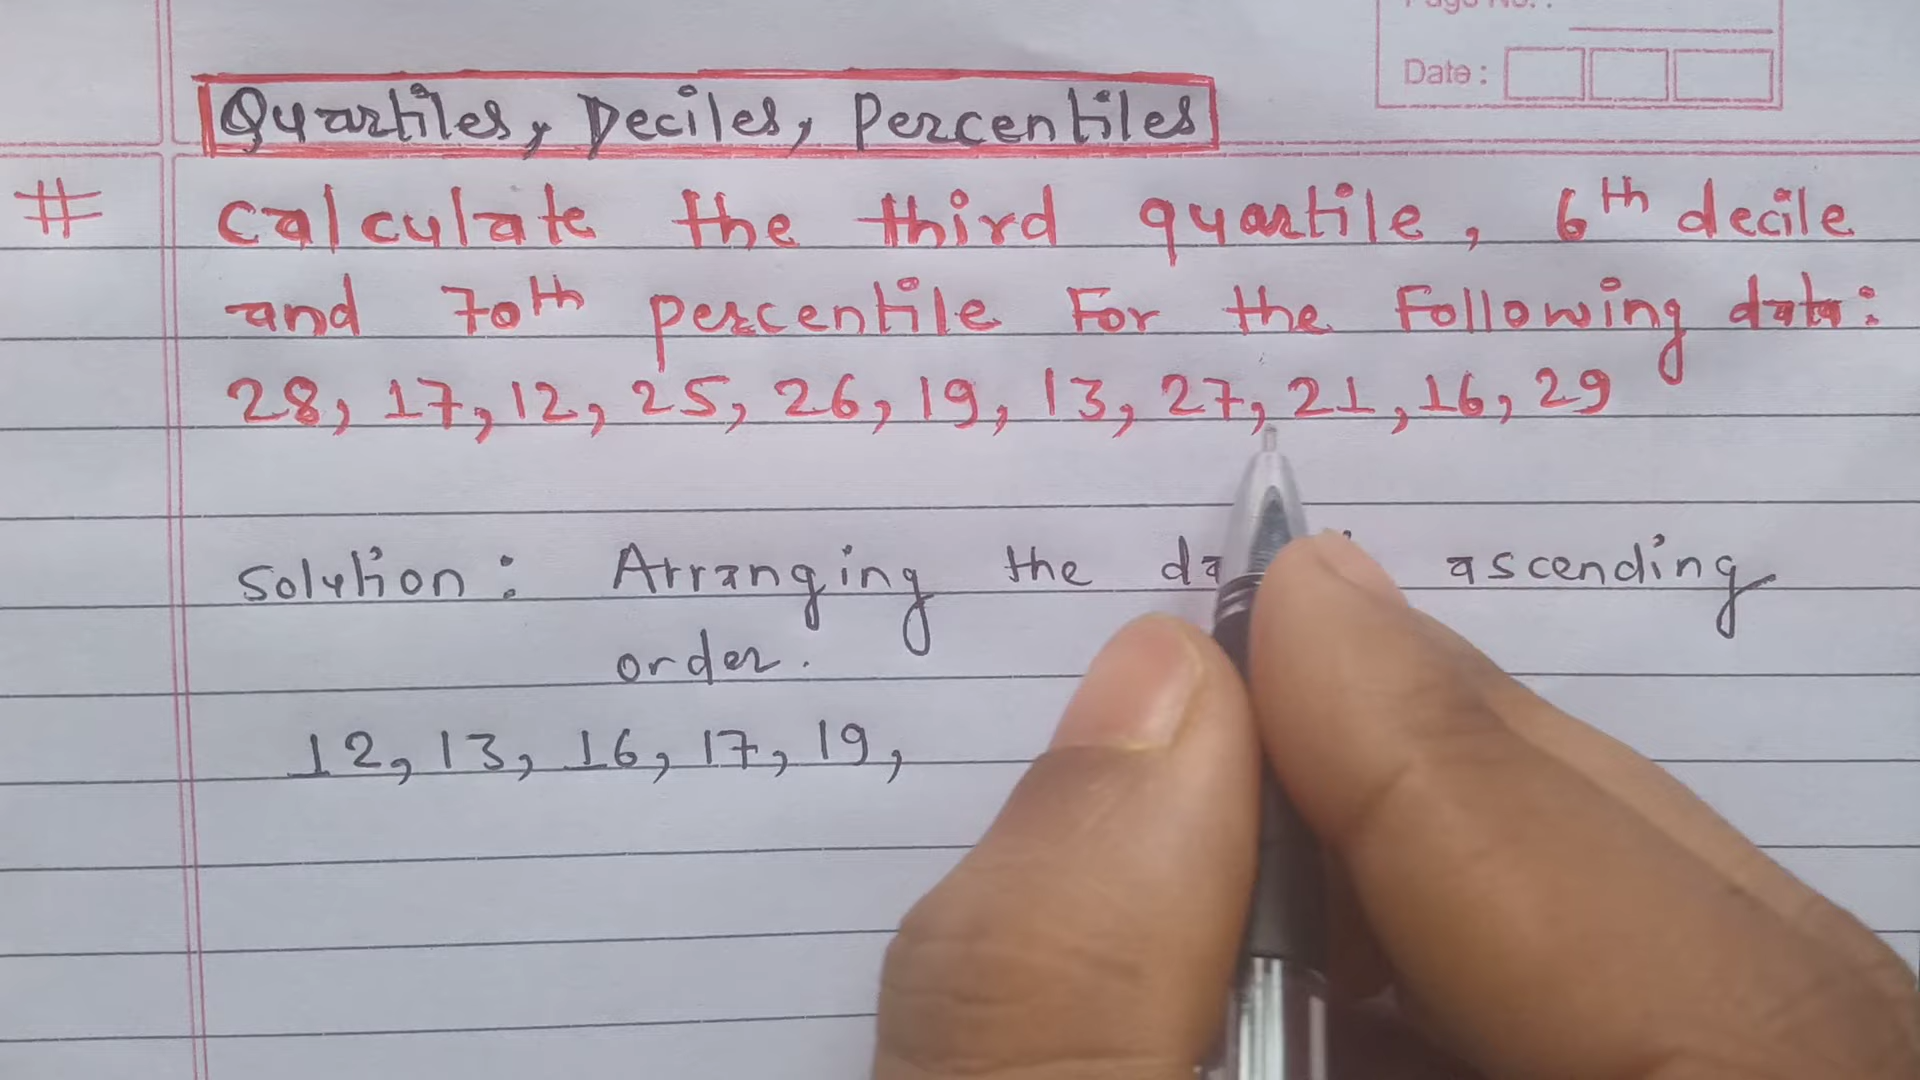 Page No. :
Date :
Quartiles, Deciles, Percentiles
# Calculate the third quartile, 6th decile
and 70th percentile For the Following data:
28, 17, 12, 25, 26, 19, 13, 27, 21, 16, 29
Solution : Arranging the ascending
order.
12, 13, 16, 17, 19,